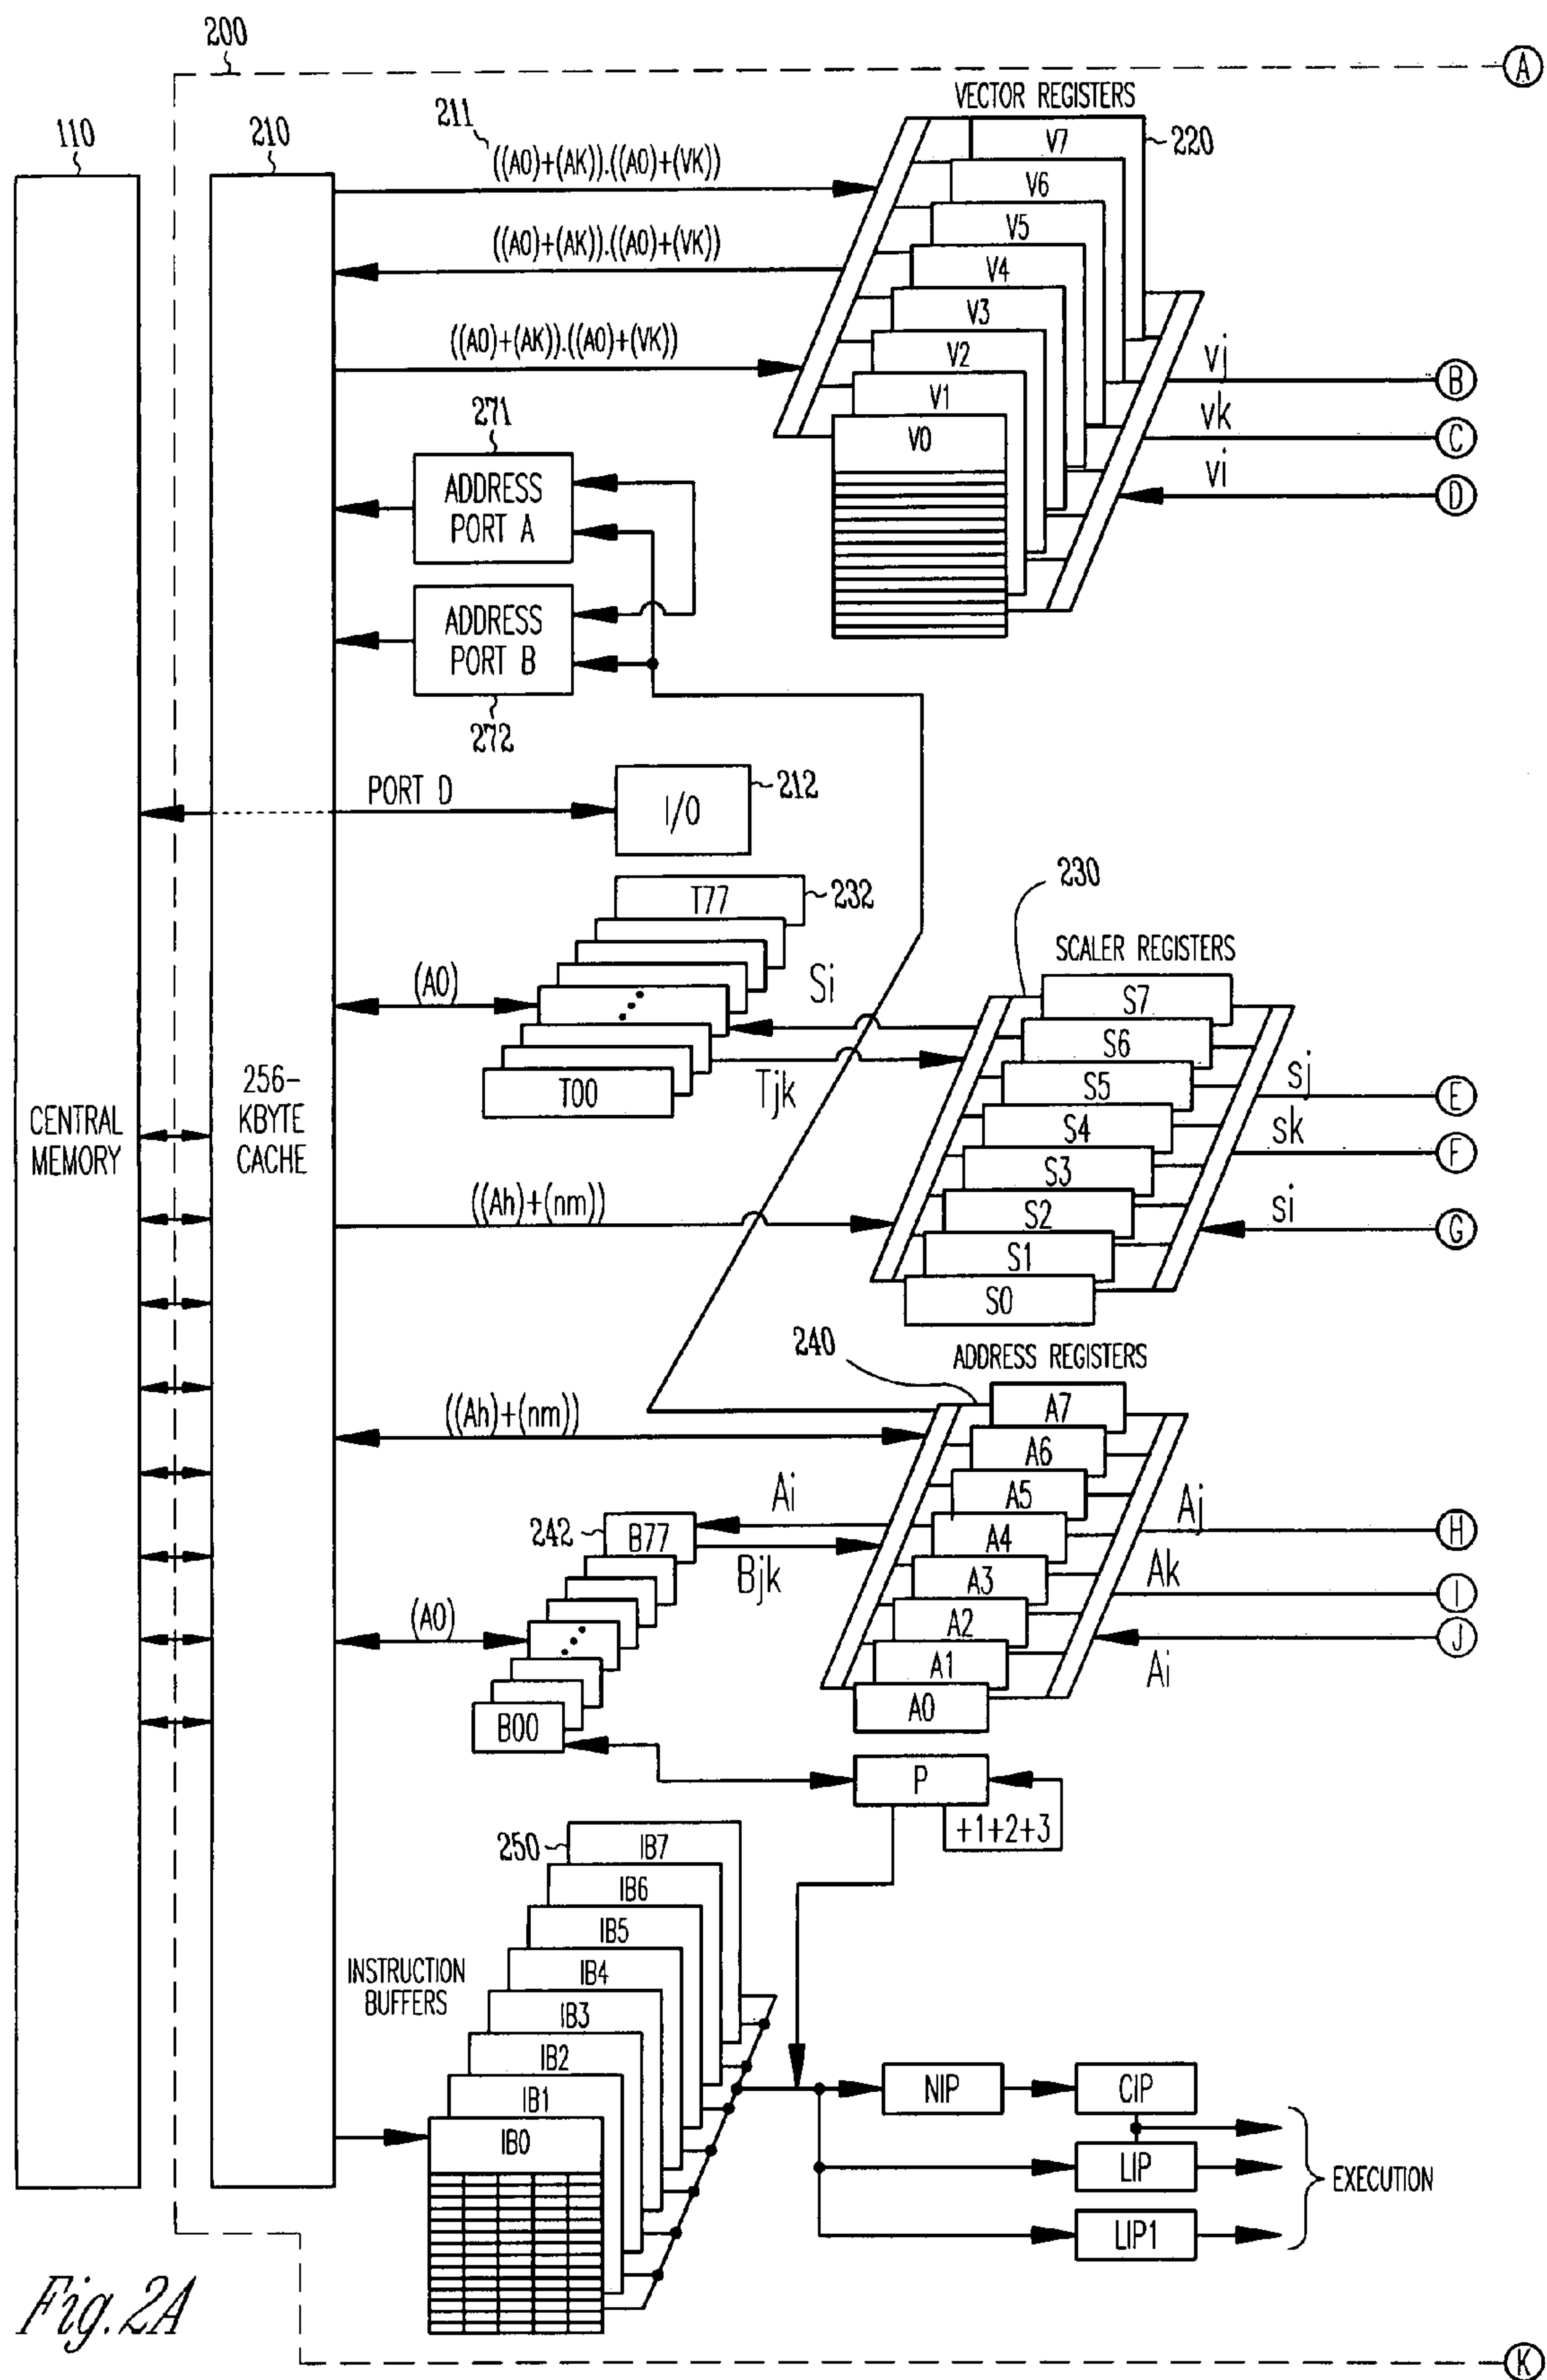 200
A
110
210
211
VECTOR REGISTERS
220
((A0)+(AK)).((A0)+(VK))
V7
V6
((A0)+(AK)).((A0)+(VK))
V5
V4
V3
((A0)+(AK)).((A0)+(VK))
V2
V1
V0
vj
B
vk
C
vi
D
271
ADDRESS
PORT A
ADDRESS
PORT B
272
PORT D
I/O
212
T77
232
(A0)
Si
T00
Tjk
230
SCALER REGISTERS
S7
S6
S5
S4
S3
S2
S1
S0
sj
E
sk
F
si
G
CENTRAL
MEMORY
256-
KBYTE
CACHE
((Ah)+(nm))
240
ADDRESS REGISTERS
((Ah)+(nm))
A7
A6
A5
A4
A3
A2
A1
A0
Ai
242
B77
Bjk
(A0)
B00
Aj
H
Ak
I
J
Ai
P
+1+2+3
250
IB7
IB6
IB5
IB4
IB3
IB2
IB1
IB0
INSTRUCTION
BUFFERS
NIP
CIP
LIP
LIP1
EXECUTION
Fig. 2A
K